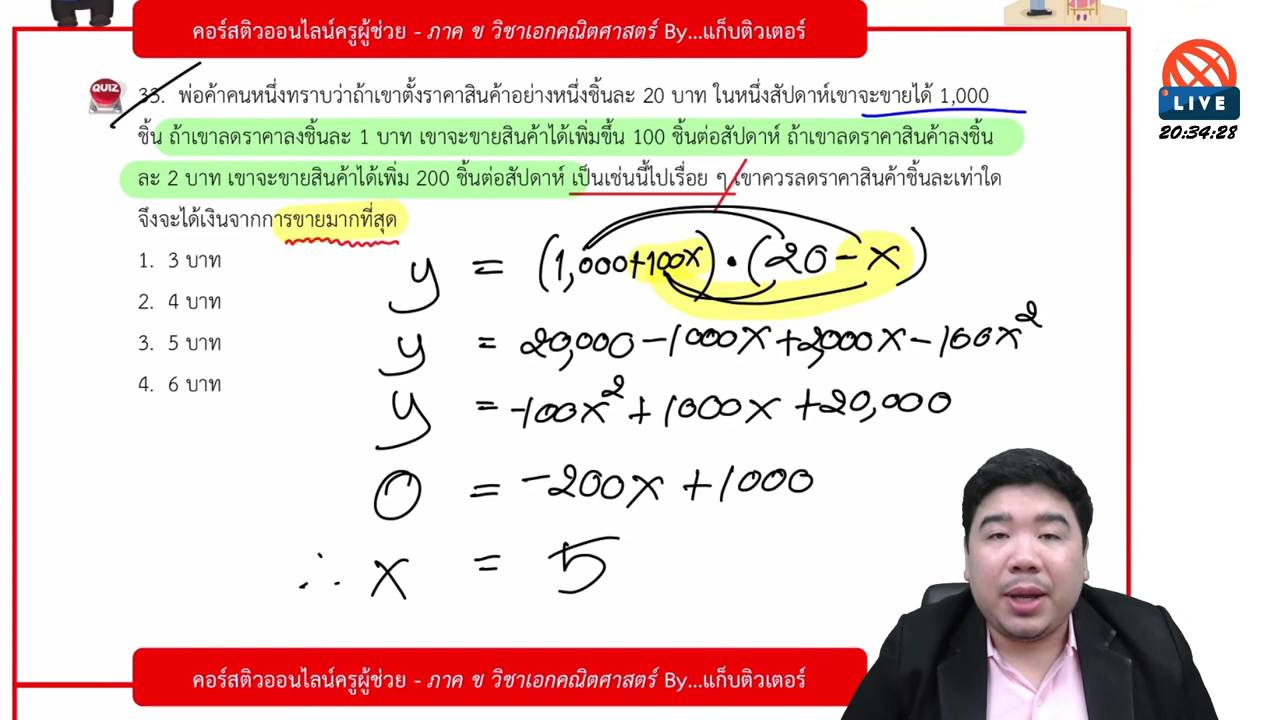 คอร์สติวออนไลน์ครูผู้ช่วย - ภาค ข วิชาเอกคณิตศาสตร์ By...แก็บติวเตอร์
QUIZ
33. พ่อค้าคนหนึ่งทราบว่าถ้าเขาตั้งราคาสินค้าอย่างหนึ่งชิ้นละ 20 บาท ในหนึ่งสัปดาห์เขาจะขายได้ 1,000
ชิ้น ถ้าเขาลดราคาลงชิ้นละ 1 บาท เขาจะขายสินค้าได้เพิ่มขึ้น 100 ชิ้นต่อสัปดาห์ ถ้าเขาลดราคาสินค้าลงชิ้น
ละ 2 บาท เขาจะขายสินค้าได้เพิ่ม 200 ชิ้นต่อสัปดาห์ เป็นเช่นนี้ไปเรื่อย ๆ เขาควรลดราคาสินค้าชิ้นละเท่าใด
จึงจะได้เงินจากการขายมากที่สุด
1. 3 บาท
2. 4 บาท
3. 5 บาท
4. 6 บาท
y = (1,000+100x)•(20-x)
y = 20,000-1000x+2,000x-100x²
y = -100x²+1000x+20,000
0 = -200x+1000
∴ x = 5
LIVE
20:34:28
คอร์สติวออนไลน์ครูผู้ช่วย - ภาค ข วิชาเอกคณิตศาสตร์ By...แก็บติวเตอร์